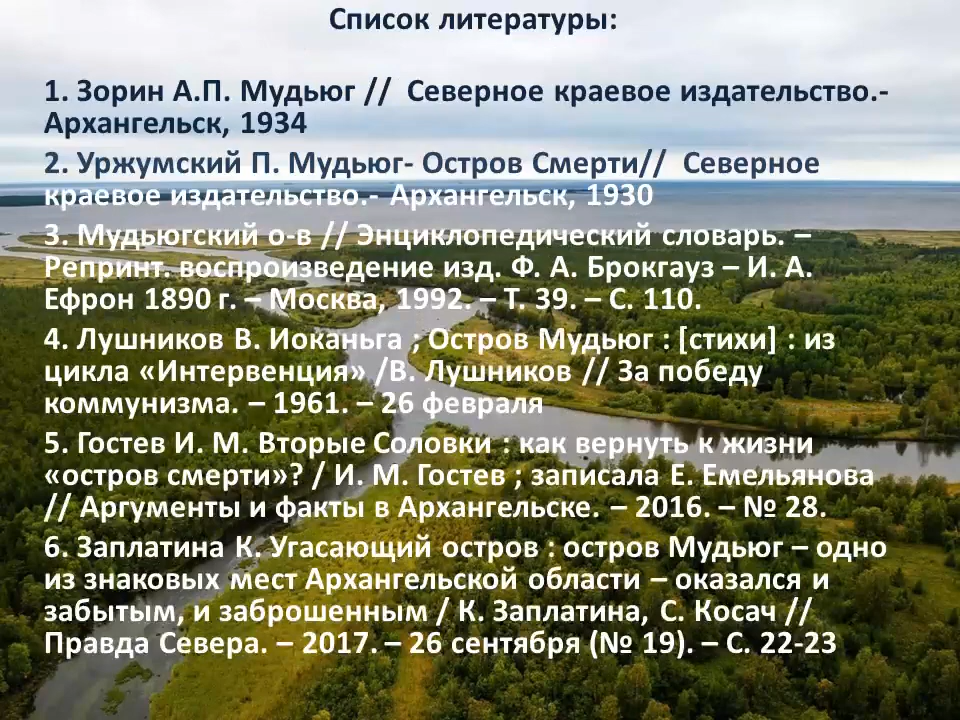 Список литературы:
1. Зорин А.П. Мудьюг //  Северное краевое издательство.-
Архангельск, 1934
2. Уржумский П. Мудьюг- Остров Смерти//  Северное
краевое издательство.- Архангельск, 1930
3. Мудьюгский о-в // Энциклопедический словарь. –
Репринт. воспроизведение изд. Ф. А. Брокгауз – И. А.
Ефрон 1890 г. – Москва, 1992. – Т. 39. – С. 110.
4. Лушников В. Иоканьга ; Остров Мудьюг : [стихи] : из
цикла «Интервенция» /В. Лушников // За победу
коммунизма. – 1961. – 26 февраля
5. Гостев И. М. Вторые Соловки : как вернуть к жизни
«остров смерти»? / И. М. Гостев ; записала Е. Емельянова
// Аргументы и факты в Архангельске. – 2016. – № 28.
6. Заплатина К. Угасающий остров : остров Мудьюг – одно
из знаковых мест Архангельской области – оказался и
забытым, и заброшенным / К. Заплатина, С. Косач //
Правда Севера. – 2017. – 26 сентября (№ 19). – С. 22-23